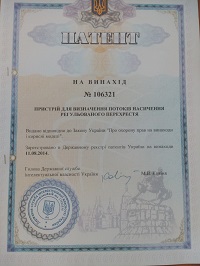 ПАТЕНТ
НА ВИНАХІД
№ 106321
ПРИСТРІЙ ДЛЯ ВИЗНАЧЕННЯ ПОТОКІВ НАСИЧЕННЯ
РЕГУЛЬОВАНОГО ПЕРЕХРЕСТЯ
Видано відповідно до Закону України "Про охорону прав на винаходи
і корисні моделі".
Зареєстровано в Державному реєстрі патентів України на винаходи
11.08.2014.
Голова Державної служби
інтелектуальної власності України